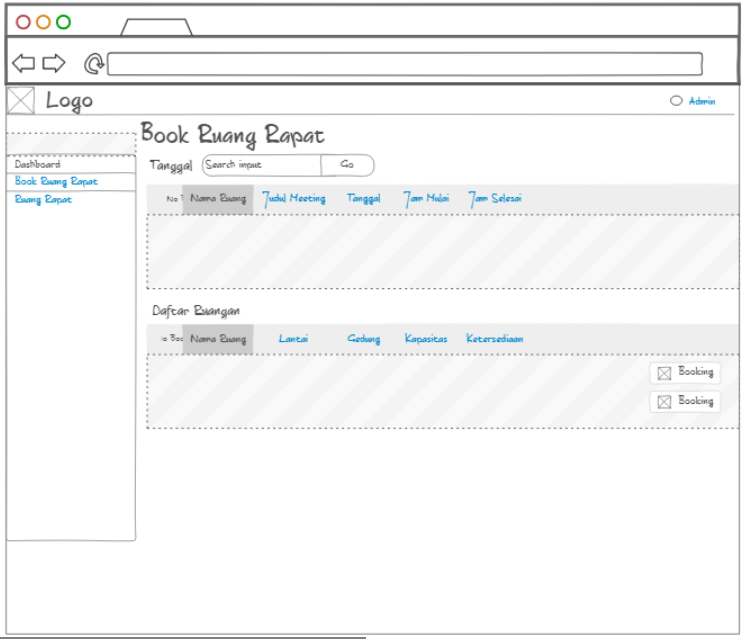 Logo
Admin
Book Ruang Rapat
Tanggal Search input Go
Dashboard
Book Ruang Rapat
Ruang Rapat
No Nama Ruang Judul Meeting Tanggal Jam Mulai Jam Selesai
Daftar Ruangan
Nama Ruang Lantai Gedung Kapasitas Ketersediaan
Booking
Booking